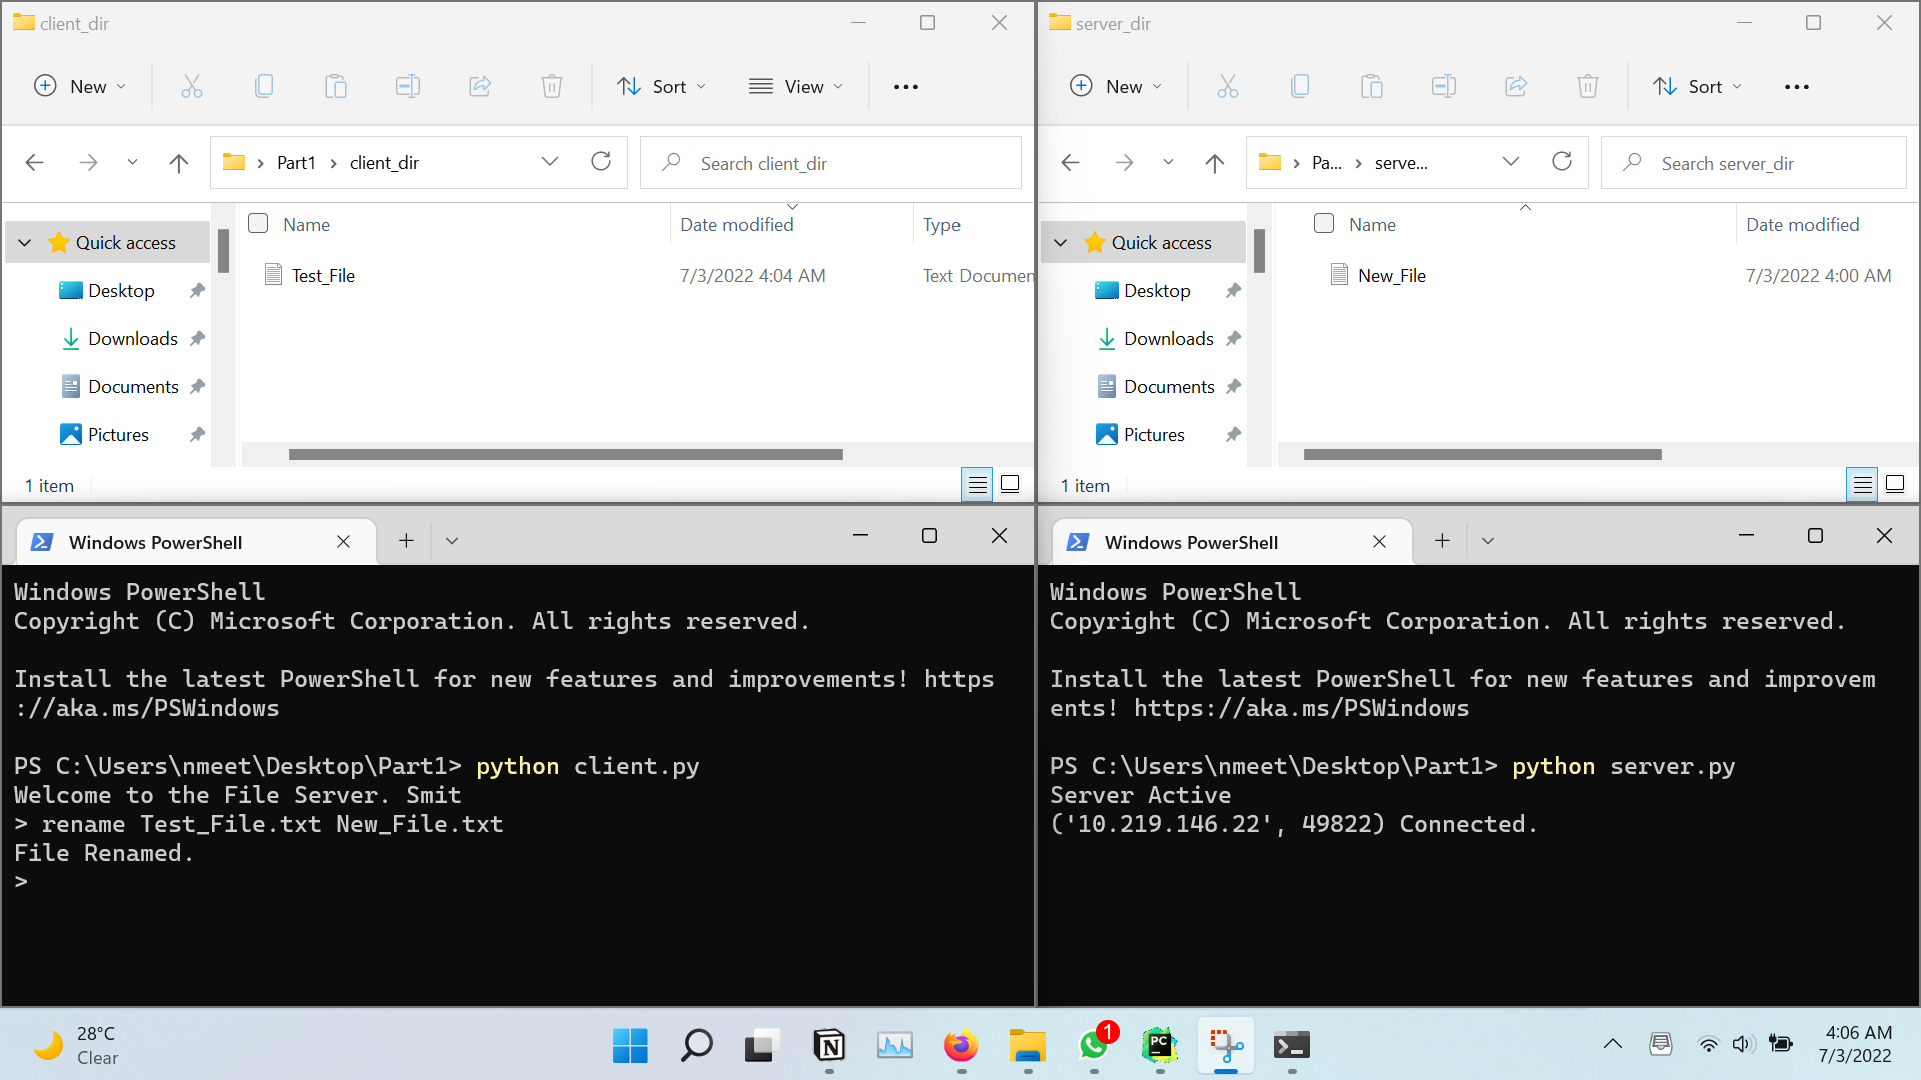 client_dir
New
Sort
View
Part1
client_dir
Search client_dir
Quick access
Desktop
Downloads
Documents
Pictures
Name
Date modified
Type
Test_File
7/3/2022 4:04 AM
Text Documen
1 item
server_dir
New
Sort
Pa...
serve...
Search server_dir
Quick access
Desktop
Downloads
Documents
Pictures
Name
Date modified
New_File
7/3/2022 4:00 AM
1 item
Windows PowerShell
Windows PowerShell
Copyright (C) Microsoft Corporation. All rights reserved.
Install the latest PowerShell for new features and improvements! https
://aka.ms/PSWindows
PS C:\Users\nmeet\Desktop\Part1> python client.py
Welcome to the File Server. Smit
> rename Test_File.txt New_File.txt
File Renamed.
>
Windows PowerShell
Windows PowerShell
Copyright (C) Microsoft Corporation. All rights reserved.
Install the latest PowerShell for new features and improvem
ents! https://aka.ms/PSWindows
PS C:\Users\nmeet\Desktop\Part1> python server.py
Server Active
('10.219.146.22', 49822) Connected.
28°C
Clear
N
1
PC
4:06 AM
7/3/2022